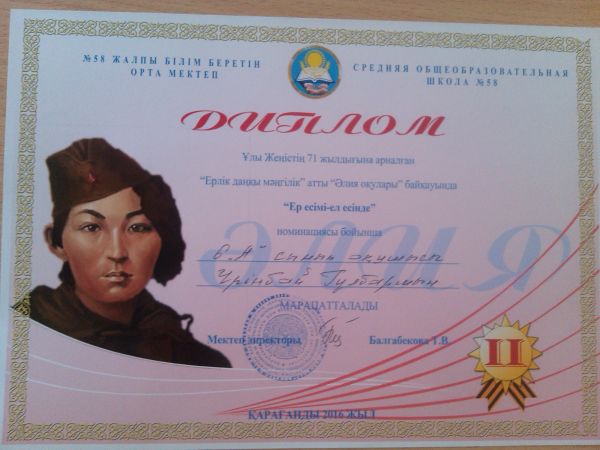 №58 ЖАЛПЫ БІЛІМ БЕРЕТІН
ОРТА МЕКТЕП
СРЕДНЯЯ ОБЩЕОБРАЗОВАТЕЛЬНАЯ
ШКОЛА №58
ДИПЛОМ
Ұлы Жеңістің 71 жылдығына арналған
"Ерлік даңқы мәңгілік" атты "Әлия оқулары" байқауында
"Ер есімі-ел есінде"
номинациясы бойынша
ӘЛИЯ
6 "А" сынып оқушысы
МАРАПАТТАЛАДЫ
Мектеп директоры
Балгабекова Т.В.
II
ҚАРАҒАНДЫ 2016 ЖЫЛ